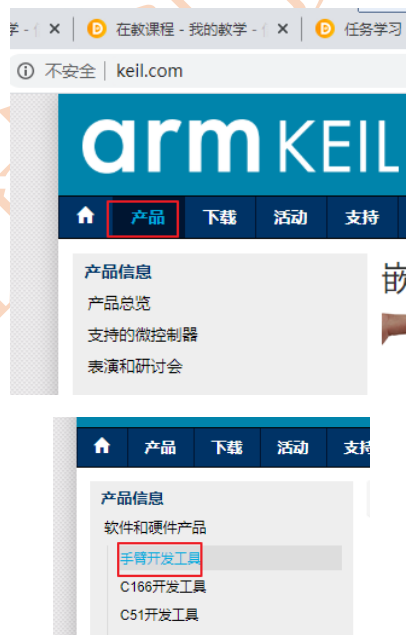 学 - 在教课程 - 我的教学 - 任务学习
不安全 | keil.com
arm KEIL
产品 下载 活动 支持
产品信息
产品总览
支持的微控制器
表演和研讨会
嵌
产品 下载 活动 支持
产品信息
软件和硬件产品
手臂开发工具
C166开发工具
C51开发工具